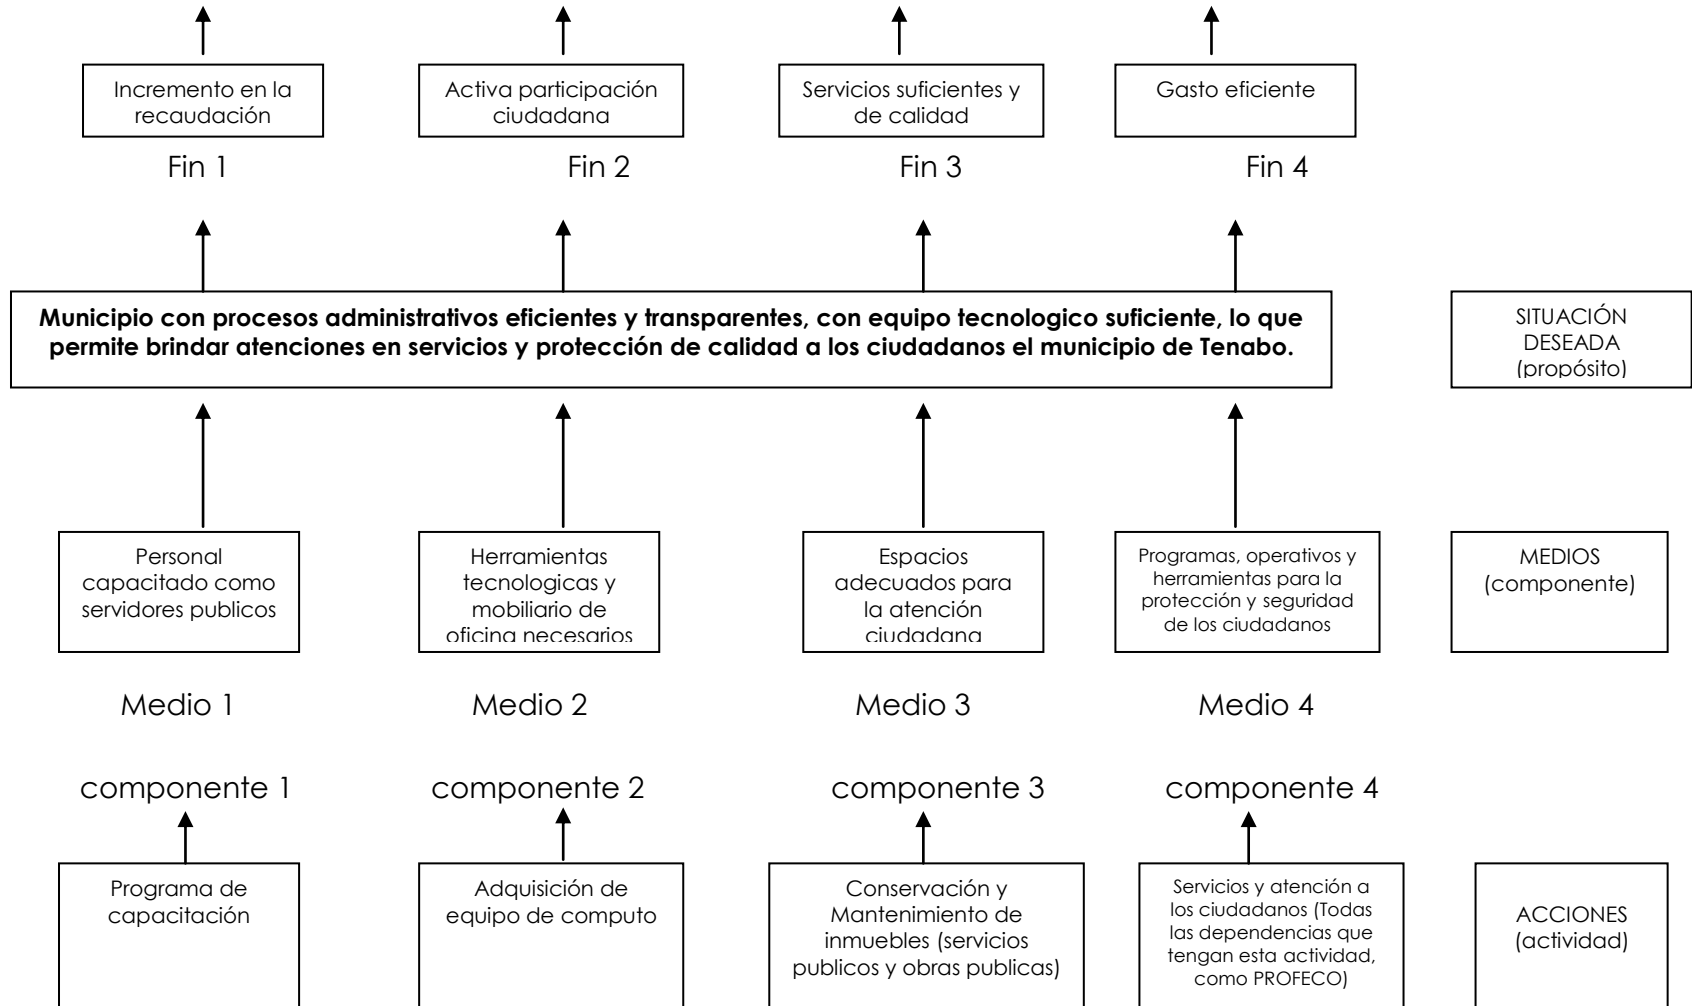 Incremento en la
recaudación
Activa participación
ciudadana
Servicios suficientes y
de calidad
Gasto eficiente
Fin 1
Fin 2
Fin 3
Fin 4
Municipio con procesos administrativos eficientes y transparentes, con equipo tecnologico suficiente, lo que
permite brindar atenciones en servicios y protección de calidad a los ciudadanos el municipio de Tenabo.
SITUACIÓN
DESEADA
(propósito)
Personal
capacitado como
servidores publicos
Herramientas
tecnologicas y
mobiliario de
oficina necesarios
Espacios
adecuados para
la atención
ciudadana
Programas, operativos y
herramientas para la
protección y seguridad
de los ciudadanos
MEDIOS
(componente)
Medio 1
Medio 2
Medio 3
Medio 4
componente 1
componente 2
componente 3
componente 4
Programa de
capacitación
Adquisición de
equipo de computo
Conservación y
Mantenimiento de
inmuebles (servicios
publicos y obras publicas)
Servicios y atención a
los ciudadanos (Todas
las dependencias que
tengan esta actividad,
como PROFECO)
ACCIONES
(actividad)